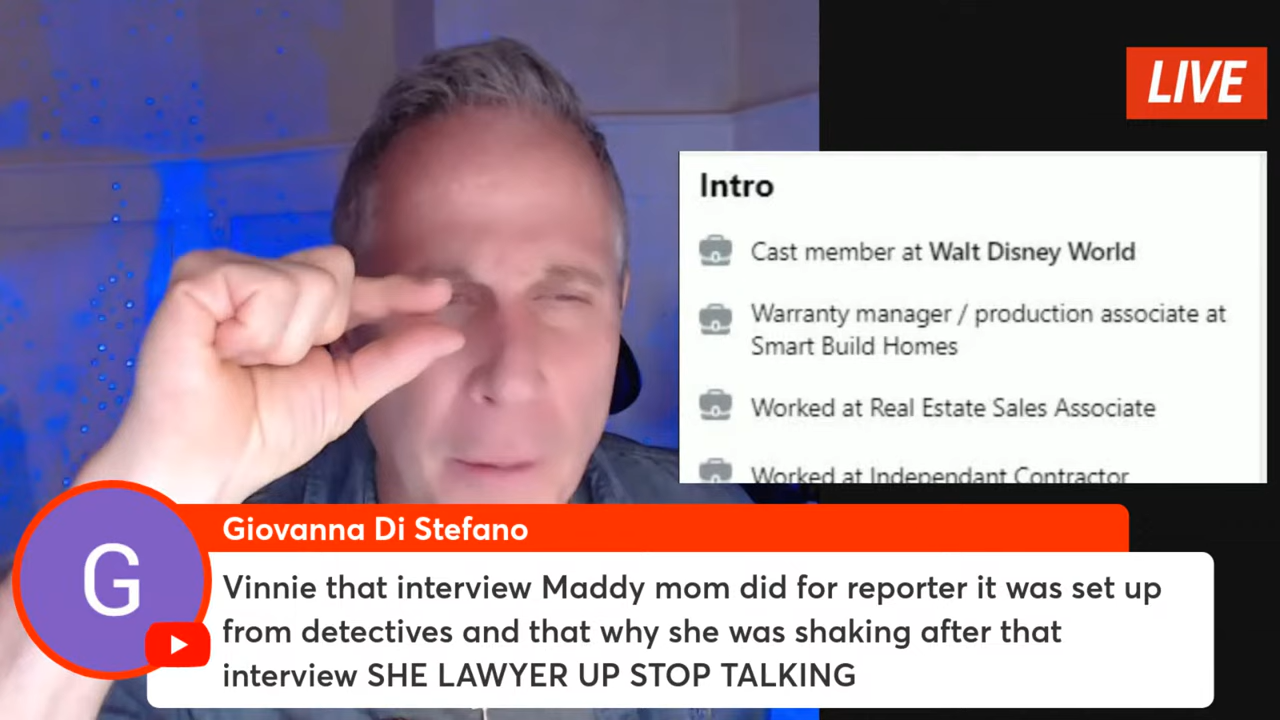 LIVE
Intro
Cast member at Walt Disney World
Warranty manager / production associate at
Smart Build Homes
Worked at Real Estate Sales Associate
Worked at Independant Contractor
Giovanna Di Stefano
G
Vinnie that interview Maddy mom did for reporter it was set up
from detectives and that why she was shaking after that
interview SHE LAWYER UP STOP TALKING